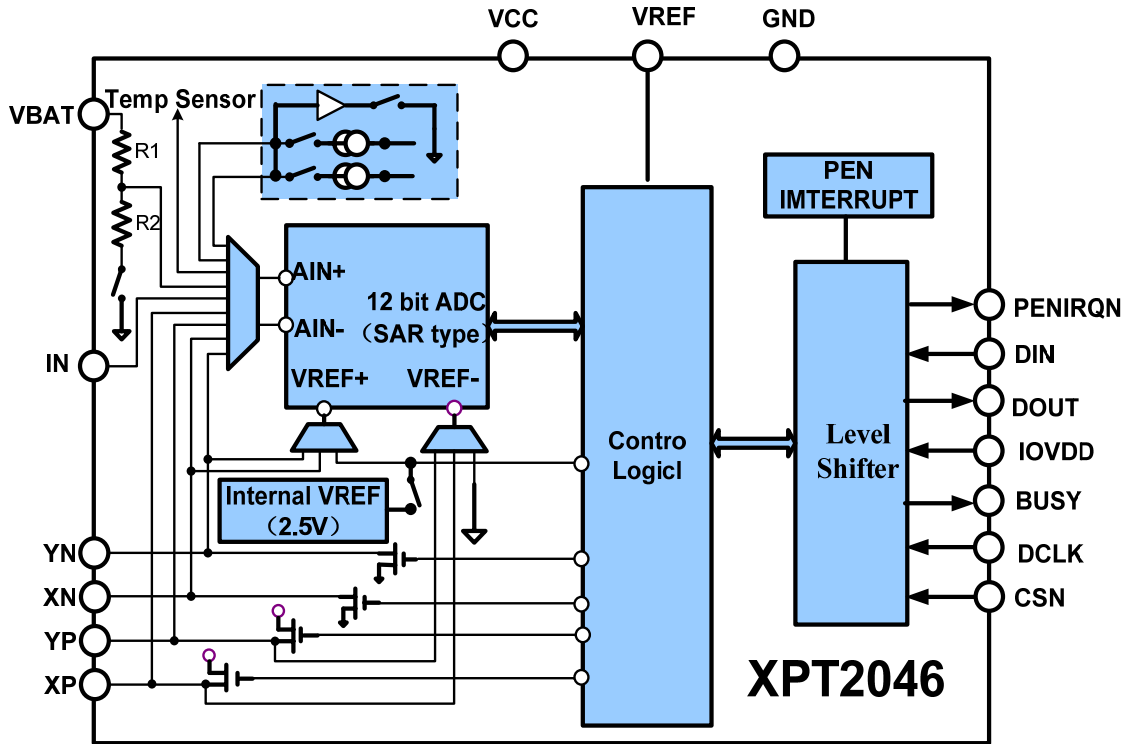 VCC
VREF
GND
VBAT
Temp Sensor
R1
R2
PEN
IMTERRUPT
AIN+
12 bit ADC
（SAR type）
AIN-
VREF+
VREF-
IN
PENIRQN
DIN
DOUT
IOVDD
BUSY
DCLK
CSN
Contro
Logicl
Level
Shifter
Internal VREF
（2.5V）
YN
XN
YP
XP
XPT2046